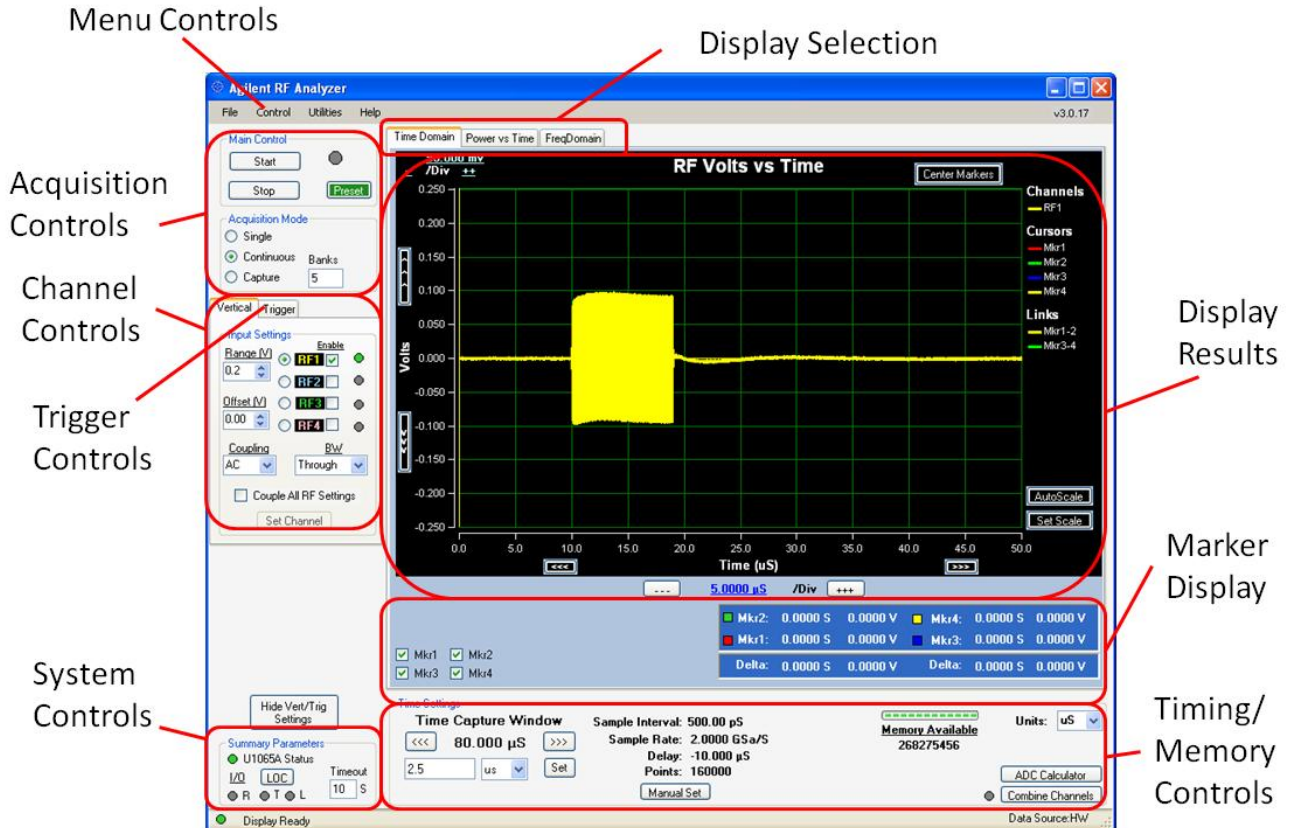 Menu Controls
Display Selection
Agilent RF Analyzer
File Control Utilities Help
v3.0.17
Main Control
Start
Stop
Preset
Acquisition Mode
Single
Continuous
Banks
Capture
5
Acquisition
Controls
Channel
Controls
Trigger
Controls
Vertical Trigger
Input Settings
Enable
Range (V)
0.2
RF1
RF2
Offset (V)
RF3
0.00
RF4
Coupling
BW
AC
Through
Couple All RF Settings
Set Channel
Time Domain Power vs Time FreqDomain
50.000 mV
- /Div ++
RF Volts vs Time
Center Markers
Channels
RF1
Cursors
Mkr1
Mkr2
Mkr3
Mkr4
Links
Mkr1-2
Mkr3-4
Volts
0.250
0.200
0.150
0.100
0.050
0.000
-0.050
-0.100
-0.150
-0.200
-0.250
<<<
<<<
AutoScale
Set Scale
0.0 5.0 10.0 15.0 20.0 25.0 30.0 35.0 40.0 45.0 50.0
<<< Time (uS) >>>
--- 5.0000 µS /Div +++
Display
Results
Marker
Display
Mkr1 Mkr2
Mkr3 Mkr4
Mkr2: 0.0000 S 0.0000 V Mkr4: 0.0000 S 0.0000 V
Mkr1: 0.0000 S 0.0000 V Mkr3: 0.0000 S 0.0000 V
Delta: 0.0000 S 0.0000 V Delta: 0.0000 S 0.0000 V
System
Controls
Hide Vert/Trig
Settings
Summary Parameters
U1065A Status
I/O LOC
Timeout
R T L
10 S
Time Settings
Time Capture Window
<<< 80.000 µS >>>
2.5 us Set
Sample Interval: 500.00 pS
Sample Rate: 2.0000 GSa/S
Delay: -10.000 µS
Points: 160000
Manual Set
Memory Available
268275456
Units: uS
ADC Calculator
Combine Channels
Timing/
Memory
Controls
Display Ready
Data Source:HW